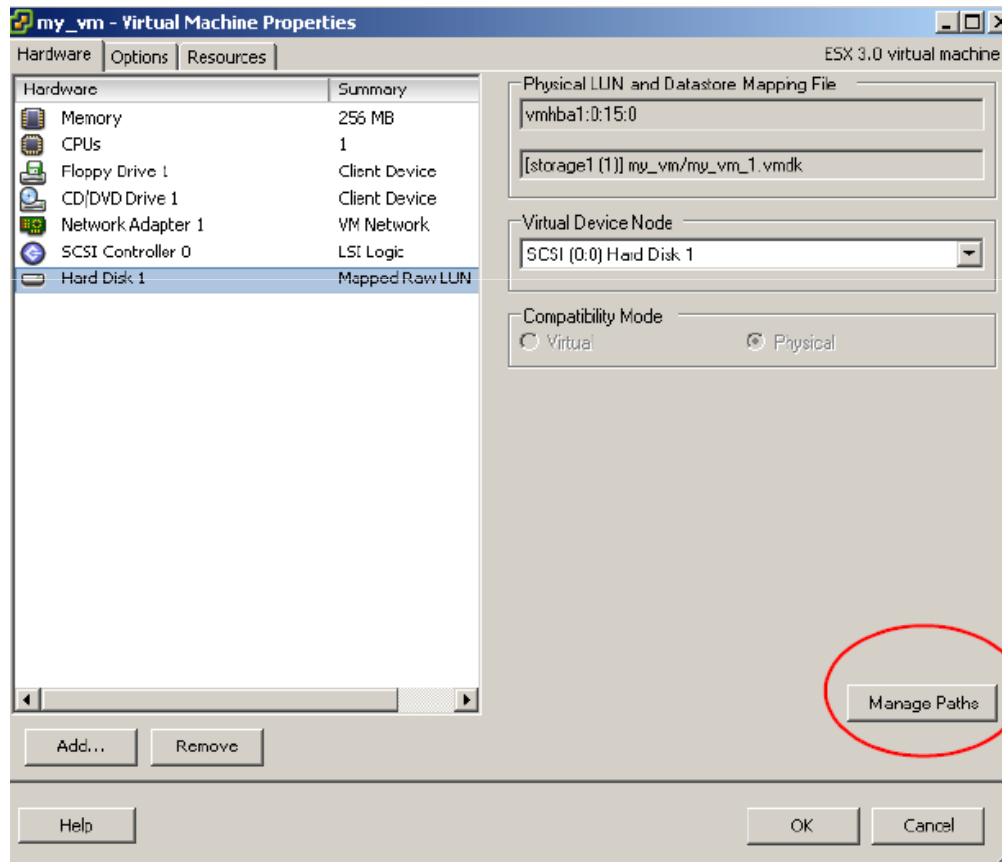 my_vm - Virtual Machine Properties
Hardware Options Resources ESX 3.0 virtual machine
Hardware Summary
Memory 256 MB
CPUs 1
Floppy Drive 1 Client Device
CD/DVD Drive 1 Client Device
Network Adapter 1 VM Network
SCSI Controller 0 LSI Logic
Hard Disk 1 Mapped Raw LUN
Physical LUN and Datastore Mapping File
vmhba1:0:15:0
[storage1 (1)] my_vm/my_vm_1.vmdk
Virtual Device Node
SCSI (0:0) Hard Disk 1
Compatibility Mode
Virtual Physical
Manage Paths
Add... Remove
Help OK Cancel